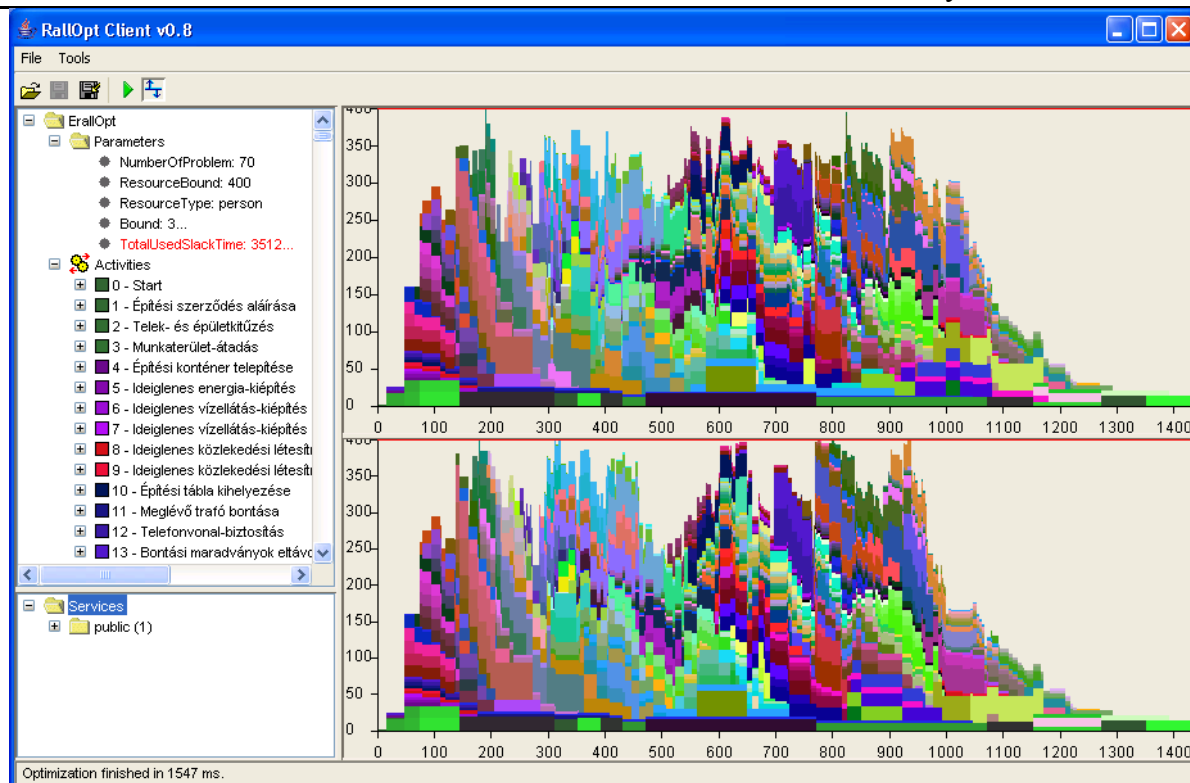 RallOpt Client v0.8
File Tools
ErallOpt
Parameters
NumberOfProblem: 70
ResourceBound: 400
ResourceType: person
Bound: 3...
TotalUsedSlackTime: 3512...
Activities
0 - Start
1 - Építési szerződés aláírása
2 - Telek- és épületkitűzés
3 - Munkaterület-átadás
4 - Építési konténer telepítése
5 - Ideiglenes energia-kiépítés
6 - Ideiglenes vízellátás-kiépítés
7 - Ideiglenes vízellátás-kiépítés
8 - Ideiglenes közlekedési létesíti
9 - Ideiglenes közlekedési létesíti
10 - Építési tábla kihelyezése
11 - Meglévő trafó bontása
12 - Telefonvonal-biztosítás
13 - Bontási maradványok eltávo
Services
public (1)
400
350
300
250
200
150
100
50
0
0 100 200 300 400 500 600 700 800 900 1000 1100 1200 1300 1400
400
350
300
250
200
150
100
50
0
0 100 200 300 400 500 600 700 800 900 1000 1100 1200 1300 1400
Optimization finished in 1547 ms.